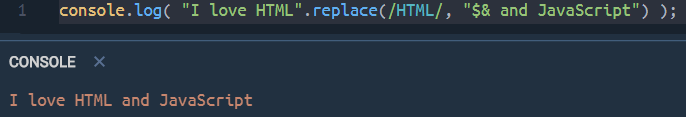 1 console.log( "I love HTML".replace(/HTML/, "$& and JavaScript") );
CONSOLE ×
I love HTML and JavaScript